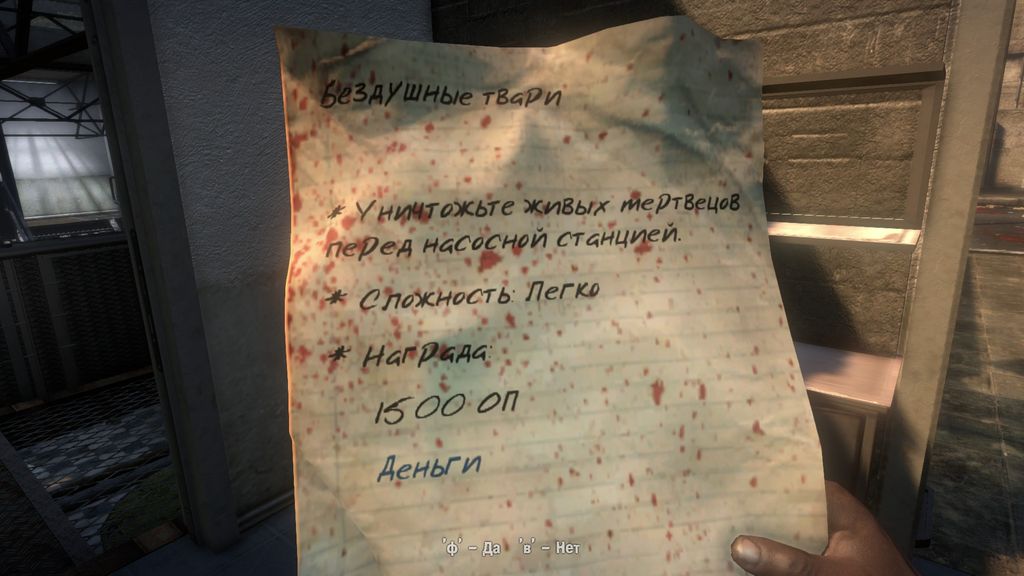 Бездушные твари
* Уничтожьте живых мертвецов
перед насосной станцией.
* Сложность: Легко
* Награда:
1500 ОП
Деньги
'ф' – Да 'в' – Нет